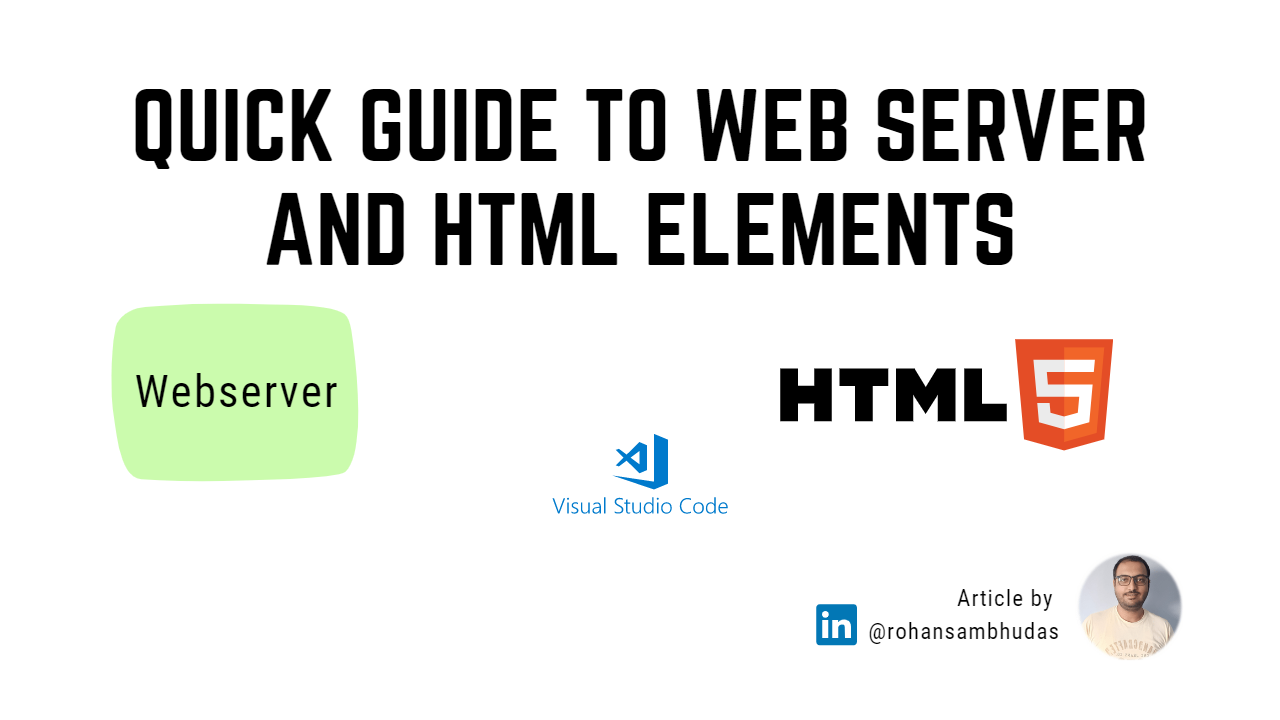 QUICK GUIDE TO WEB SERVER
AND HTML ELEMENTS
Webserver
HTML
5
Visual Studio Code
Article by
in
@rohansambhudas